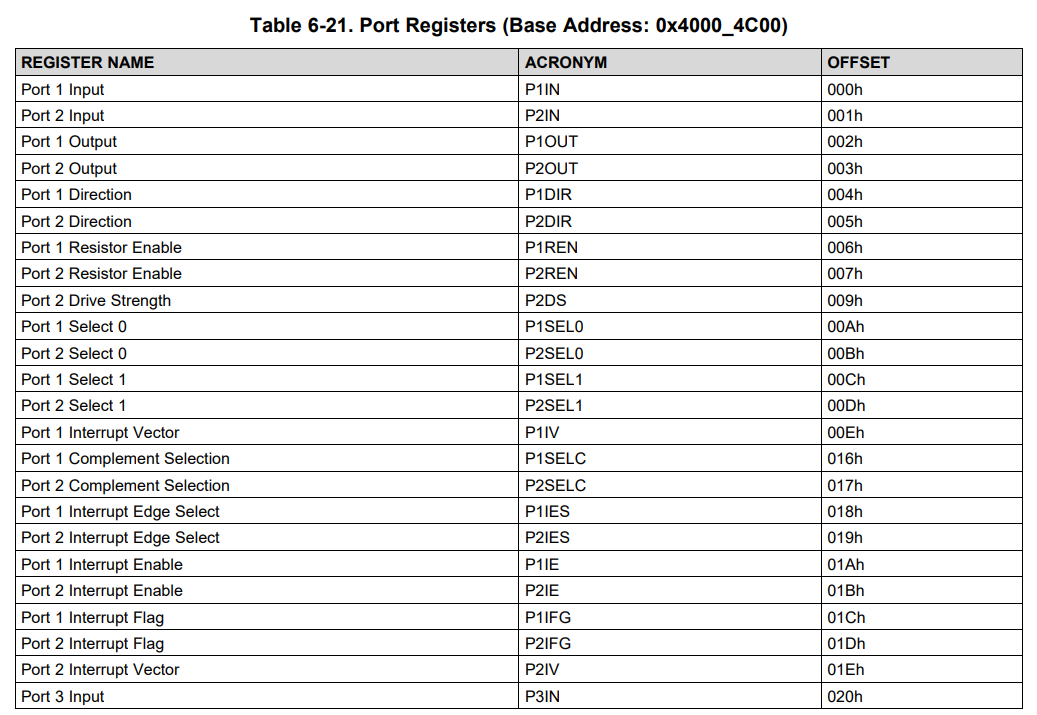 Table 6-21. Port Registers (Base Address: 0x4000_4C00)
REGISTER NAME ACRONYM OFFSET
Port 1 Input P1IN 000h
Port 2 Input P2IN 001h
Port 1 Output P1OUT 002h
Port 2 Output P2OUT 003h
Port 1 Direction P1DIR 004h
Port 2 Direction P2DIR 005h
Port 1 Resistor Enable P1REN 006h
Port 2 Resistor Enable P2REN 007h
Port 2 Drive Strength P2DS 009h
Port 1 Select 0 P1SEL0 00Ah
Port 2 Select 0 P2SEL0 00Bh
Port 1 Select 1 P1SEL1 00Ch
Port 2 Select 1 P2SEL1 00Dh
Port 1 Interrupt Vector P1IV 00Eh
Port 1 Complement Selection P1SELC 016h
Port 2 Complement Selection P2SELC 017h
Port 1 Interrupt Edge Select P1IES 018h
Port 2 Interrupt Edge Select P2IES 019h
Port 1 Interrupt Enable P1IE 01Ah
Port 2 Interrupt Enable P2IE 01Bh
Port 1 Interrupt Flag P1IFG 01Ch
Port 2 Interrupt Flag P2IFG 01Dh
Port 2 Interrupt Vector P2IV 01Eh
Port 3 Input P3IN 020h